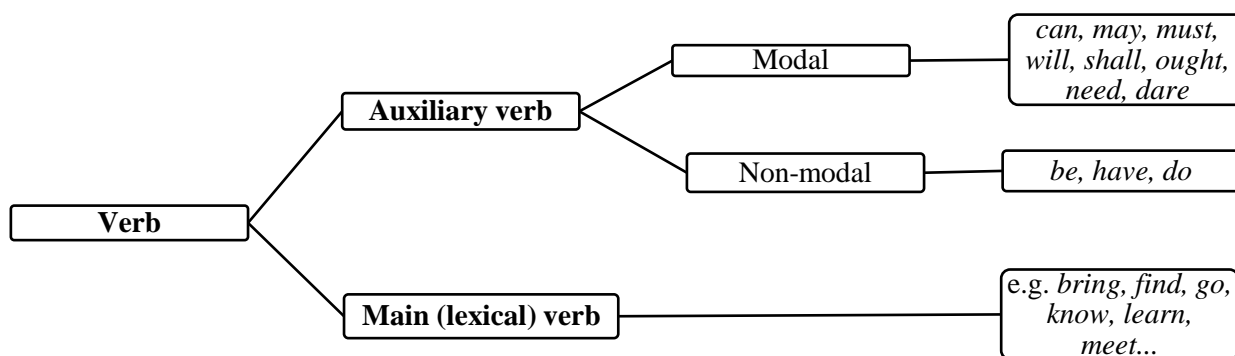 Verb
Auxiliary verb
Modal
can, may, must,
will, shall, ought,
need, dare
Non-modal
be, have, do
Main (lexical) verb
e.g. bring, find, go,
know, learn,
meet...